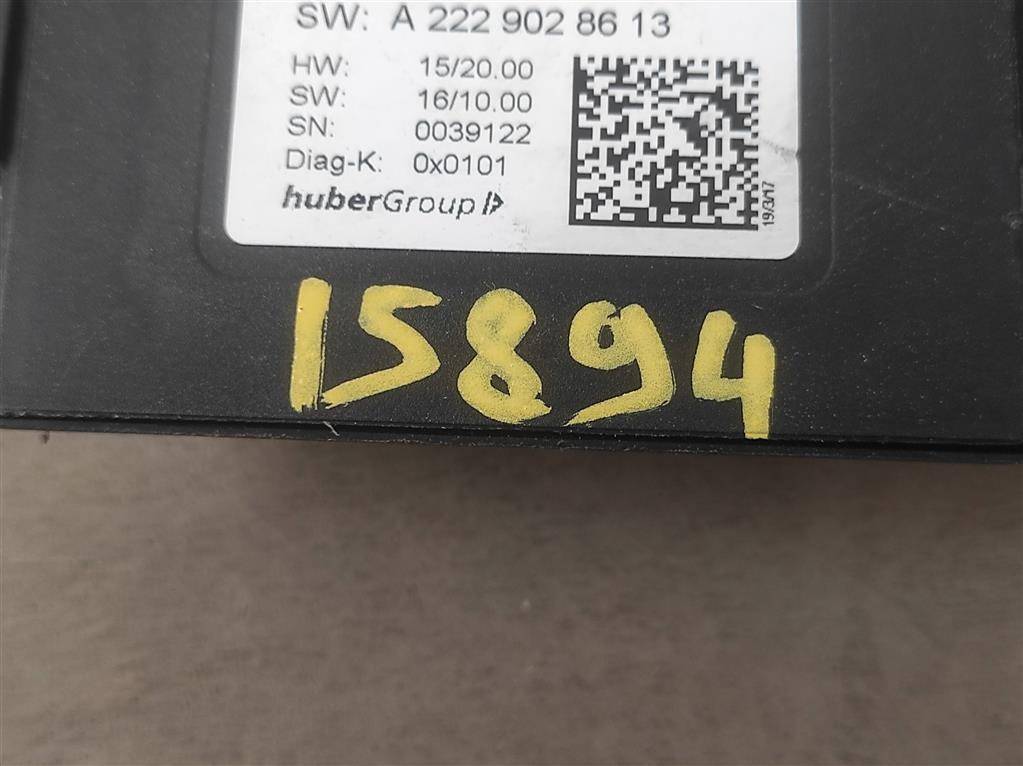 SW: A 222 902 86 13
HW: 15/20.00
SW: 16/10.00
SN: 0039122
Diag-K: 0x0101
huberGroup
19/3/17
15894